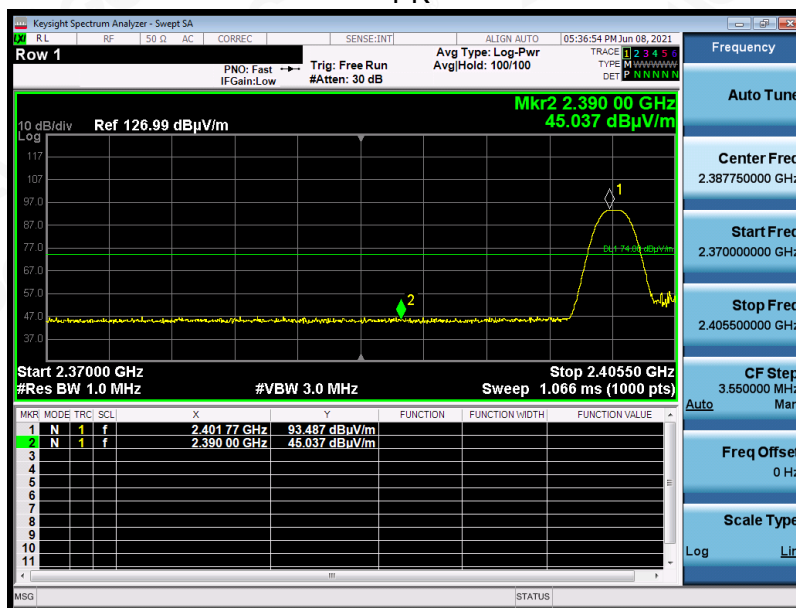 PK
Keysight Spectrum Analyzer - Swept SA
LXI RL RF 50 Ω AC CORREC SENSE:INT ALIGN AUTO 05:36:54 PM Jun 08, 2021
Row 1
Avg Type: Log-Pwr TRACE 1 2 3 4 5 6
PNO: Fast Trig: Free Run Avg|Hold: 100/100 TYPE M WWWWW
IFGain:Low #Atten: 30 dB DET P N N N N N
Mkr2 2.390 00 GHz
10 dB/div Ref 126.99 dBµV/m 45.037 dBµV/m
Log
117
107
1
97.0
87.0
77.0
DL1 74.00 dBµV/m
67.0
57.0
2
47.0
37.0
Start 2.37000 GHz Stop 2.40550 GHz
#Res BW 1.0 MHz #VBW 3.0 MHz Sweep 1.066 ms (1000 pts)
MKR MODE TRC SCL X Y FUNCTION FUNCTION WIDTH FUNCTION VALUE
1 N 1 f 2.401 77 GHz 93.487 dBµV/m
2 N 1 f 2.390 00 GHz 45.037 dBµV/m
3
4
5
6
7
8
9
10
11
MSG STATUS
Frequency
Auto Tune
Center Freq
2.387750000 GHz
Start Freq
2.370000000 GHz
Stop Freq
2.405500000 GHz
CF Step
3.550000 MHz
Auto Man
Freq Offset
0 Hz
Scale Type
Log Lin